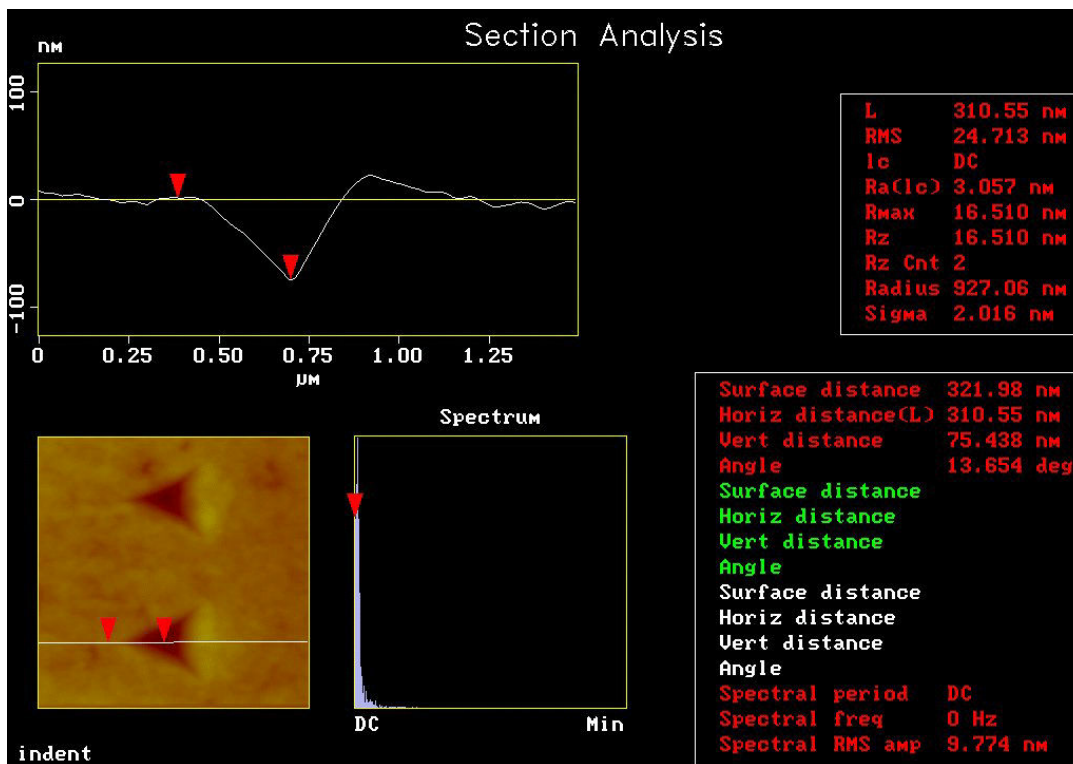 Section Analysis
nm
100
0
-100
0 0.25 0.50 0.75 1.00 1.25
µm
L 310.55 nm
RMS 24.713 nm
lc DC
Ra(lc) 3.057 nm
Rmax 16.510 nm
Rz 16.510 nm
Rz Cnt 2
Radius 927.06 nm
Sigma 2.016 nm
Spectrum
DC Min
Surface distance 321.98 nm
Horiz distance(L) 310.55 nm
Vert distance 75.438 nm
Angle 13.654 deg
Surface distance
Horiz distance
Vert distance
Angle
Surface distance
Horiz distance
Vert distance
Angle
Spectral period DC
Spectral freq 0 Hz
Spectral RMS amp 9.774 nm
indent